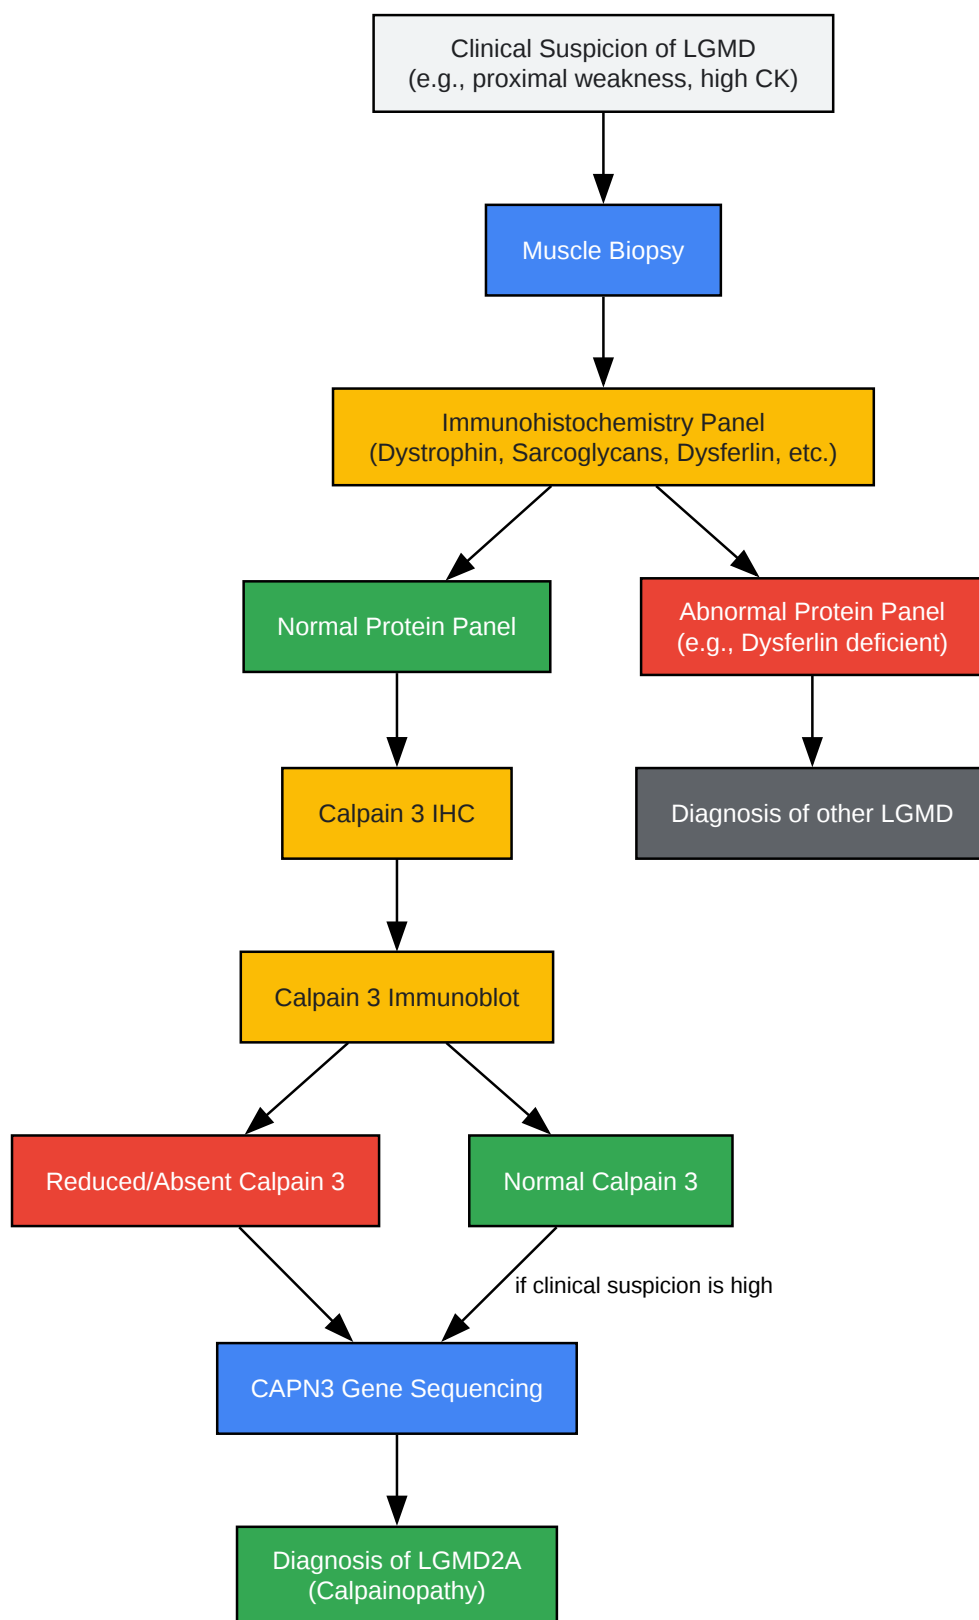 Clinical Suspicion of LGMD
(e.g., proximal weakness, high CK)
Muscle Biopsy
Immunohistochemistry Panel
(Dystrophin, Sarcoglycans, Dysferlin, etc.)
Normal Protein Panel
Abnormal Protein Panel
(e.g., Dysferlin deficient)
Calpain 3 IHC
Diagnosis of other LGMD
Calpain 3 Immunoblot
Reduced/Absent Calpain 3
Normal Calpain 3
if clinical suspicion is high
CAPN3 Gene Sequencing
Diagnosis of LGMD2A
(Calpainopathy)